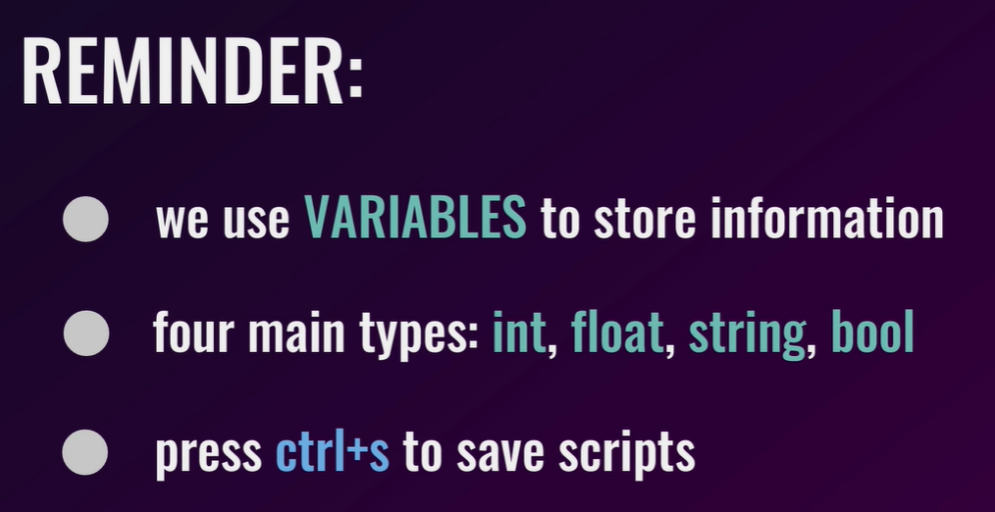 REMINDER:
we use VARIABLES to store information
four main types: int, float, string, bool
press ctrl+s to save scripts